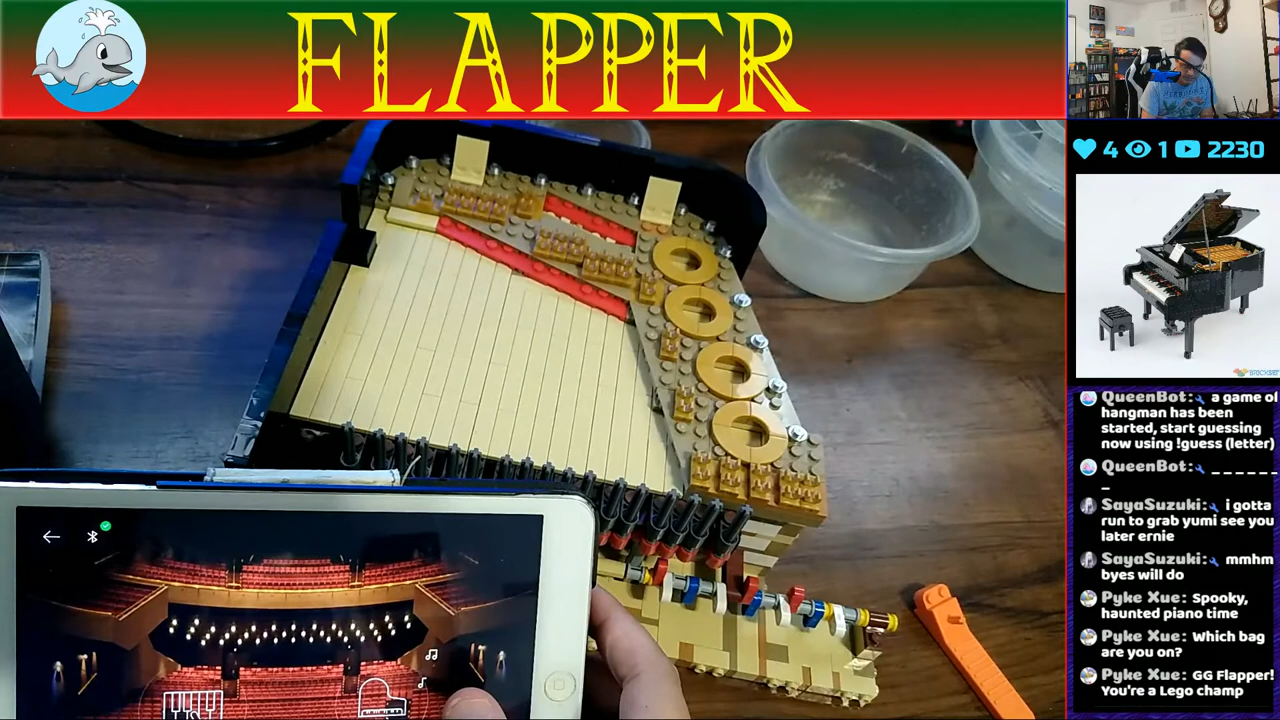 FLAPPER
4 1 2230
BRICKSET
QueenBot: a game of
hangman has been
started, start guessing
now using !guess (letter)
QueenBot: _ _ _ _ _ _
_
SayaSuzuki: i gotta
run to grab yumi see you
later ernie
SayaSuzuki: mmhm
byes will do
Pyke Xue: Spooky,
haunted piano time
Pyke Xue: Which bag
are you on?
Pyke Xue: GG Flapper!
You're a Lego champ